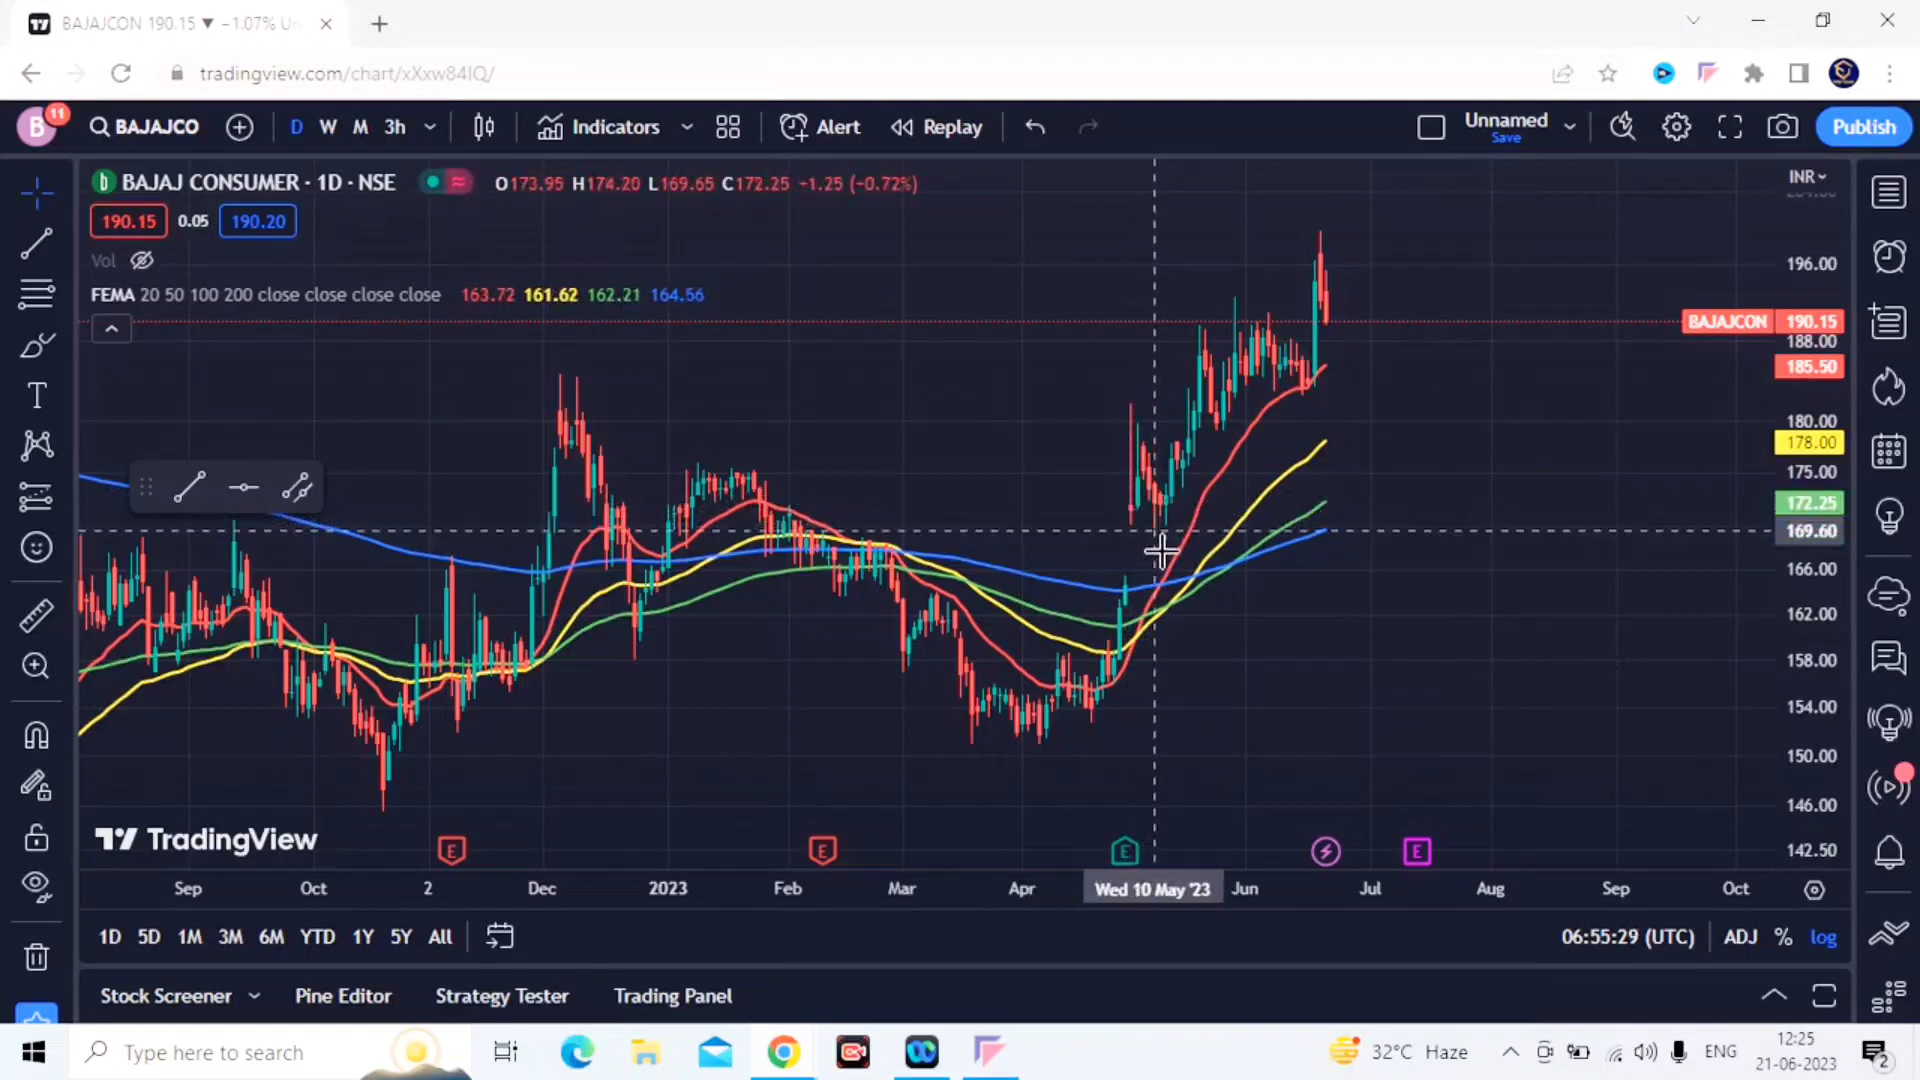 BAJAJCON 190.15 ▼ −1.07% Un
tradingview.com/chart/xXxw84IQ/
B 11 BAJAJCO D W M 3h Indicators Alert Replay Unnamed Save Publish
BAJAJ CONSUMER · 1D · NSE O173.95 H174.20 L169.65 C172.25 −1.25 (−0.72%) INR
190.15 0.05 190.20
Vol
FEMA 20 50 100 200 close close close close 163.72 161.62 162.21 164.56
196.00
BAJAJCON 190.15
188.00
185.50
180.00
178.00
175.00
172.25
169.60
166.00
162.00
158.00
154.00
150.00
146.00
142.50
TradingView
E E E E
Sep Oct 2 Dec 2023 Feb Mar Apr Wed 10 May '23 Jun Jul Aug Sep Oct
1D 5D 1M 3M 6M YTD 1Y 5Y All 06:55:29 (UTC) ADJ % log
Stock Screener Pine Editor Strategy Tester Trading Panel
Type here to search 32°C Haze ENG 12:25
21-06-2023 2